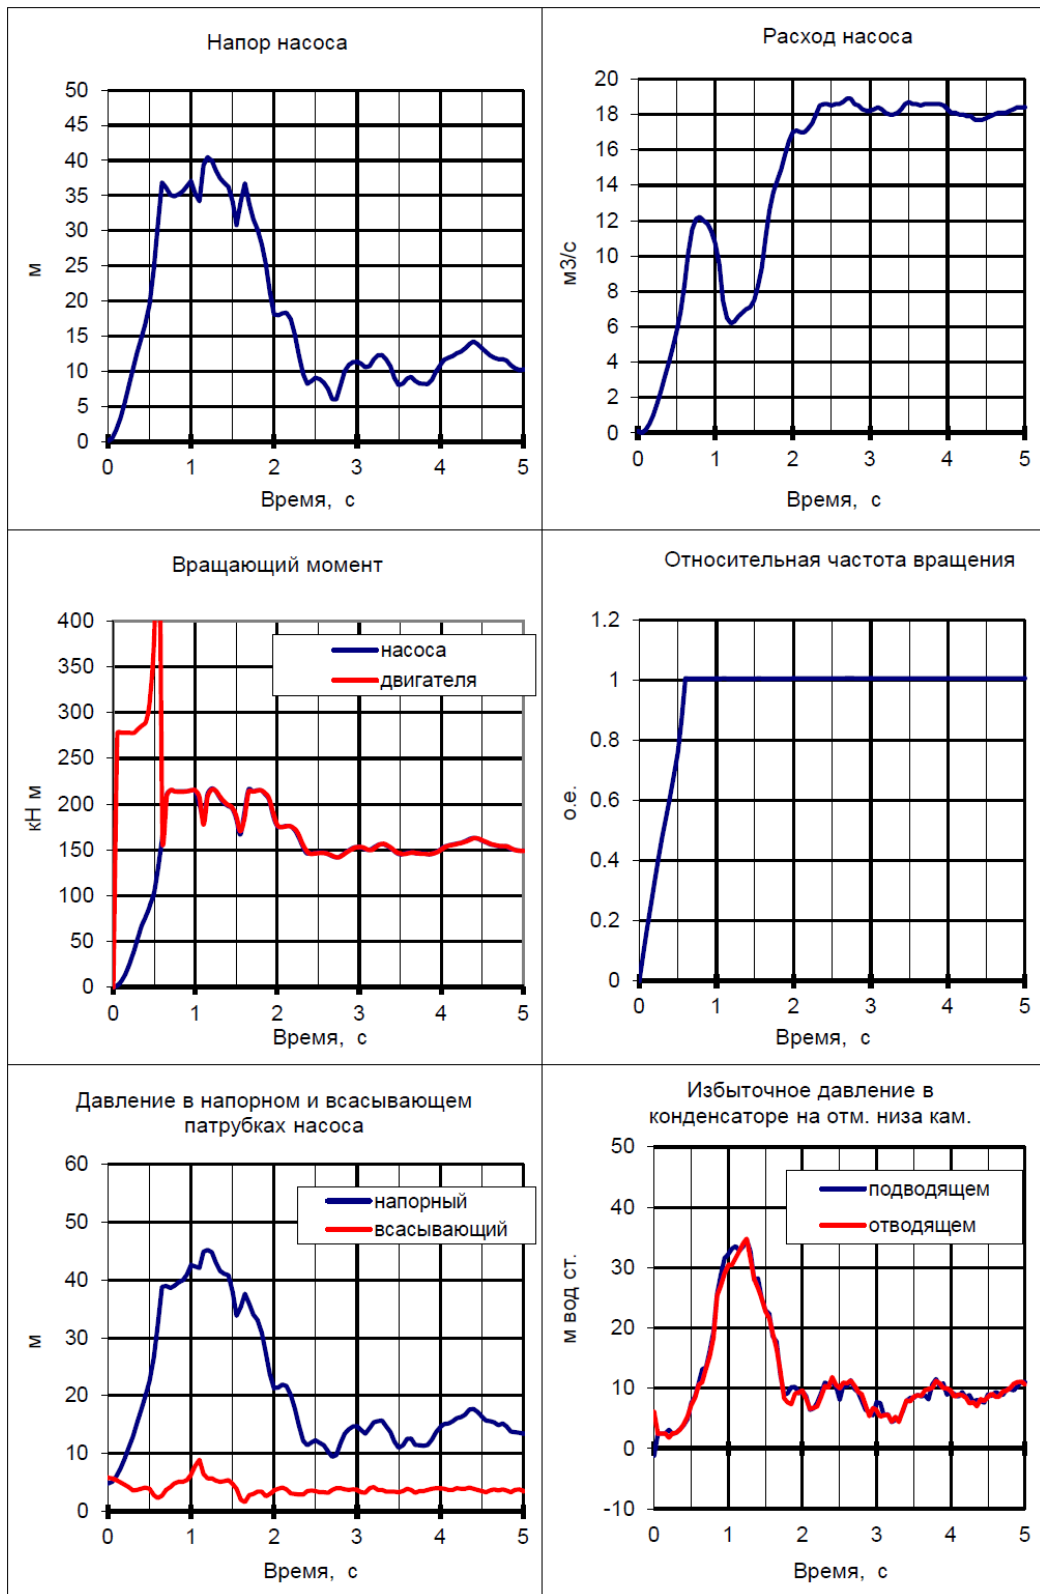 Напор насоса
50
45
40
35
30
25
20
15
10
5
0
м
0 1 2 3 4 5
Время, с
Расход насоса
20
18
16
14
12
10
8
6
4
2
0
м3/с
0 1 2 3 4 5
Время, с
Вращающий момент
400
350
300
250
200
150
100
50
0
кН м
насоса
двигателя
0 1 2 3 4 5
Время, с
Относительная частота вращения
1.2
1
0.8
0.6
0.4
0.2
0
о.е.
0 1 2 3 4 5
Время, с
Давление в напорном и всасывающем
патрубках насоса
60
50
40
30
20
10
0
м
напорный
всасывающий
0 1 2 3 4 5
Время, с
Избыточное давление в
конденсаторе на отм. низа кам.
50
40
30
20
10
0
-10
м вод ст.
подводящем
отводящем
0 1 2 3 4 5
Время, с